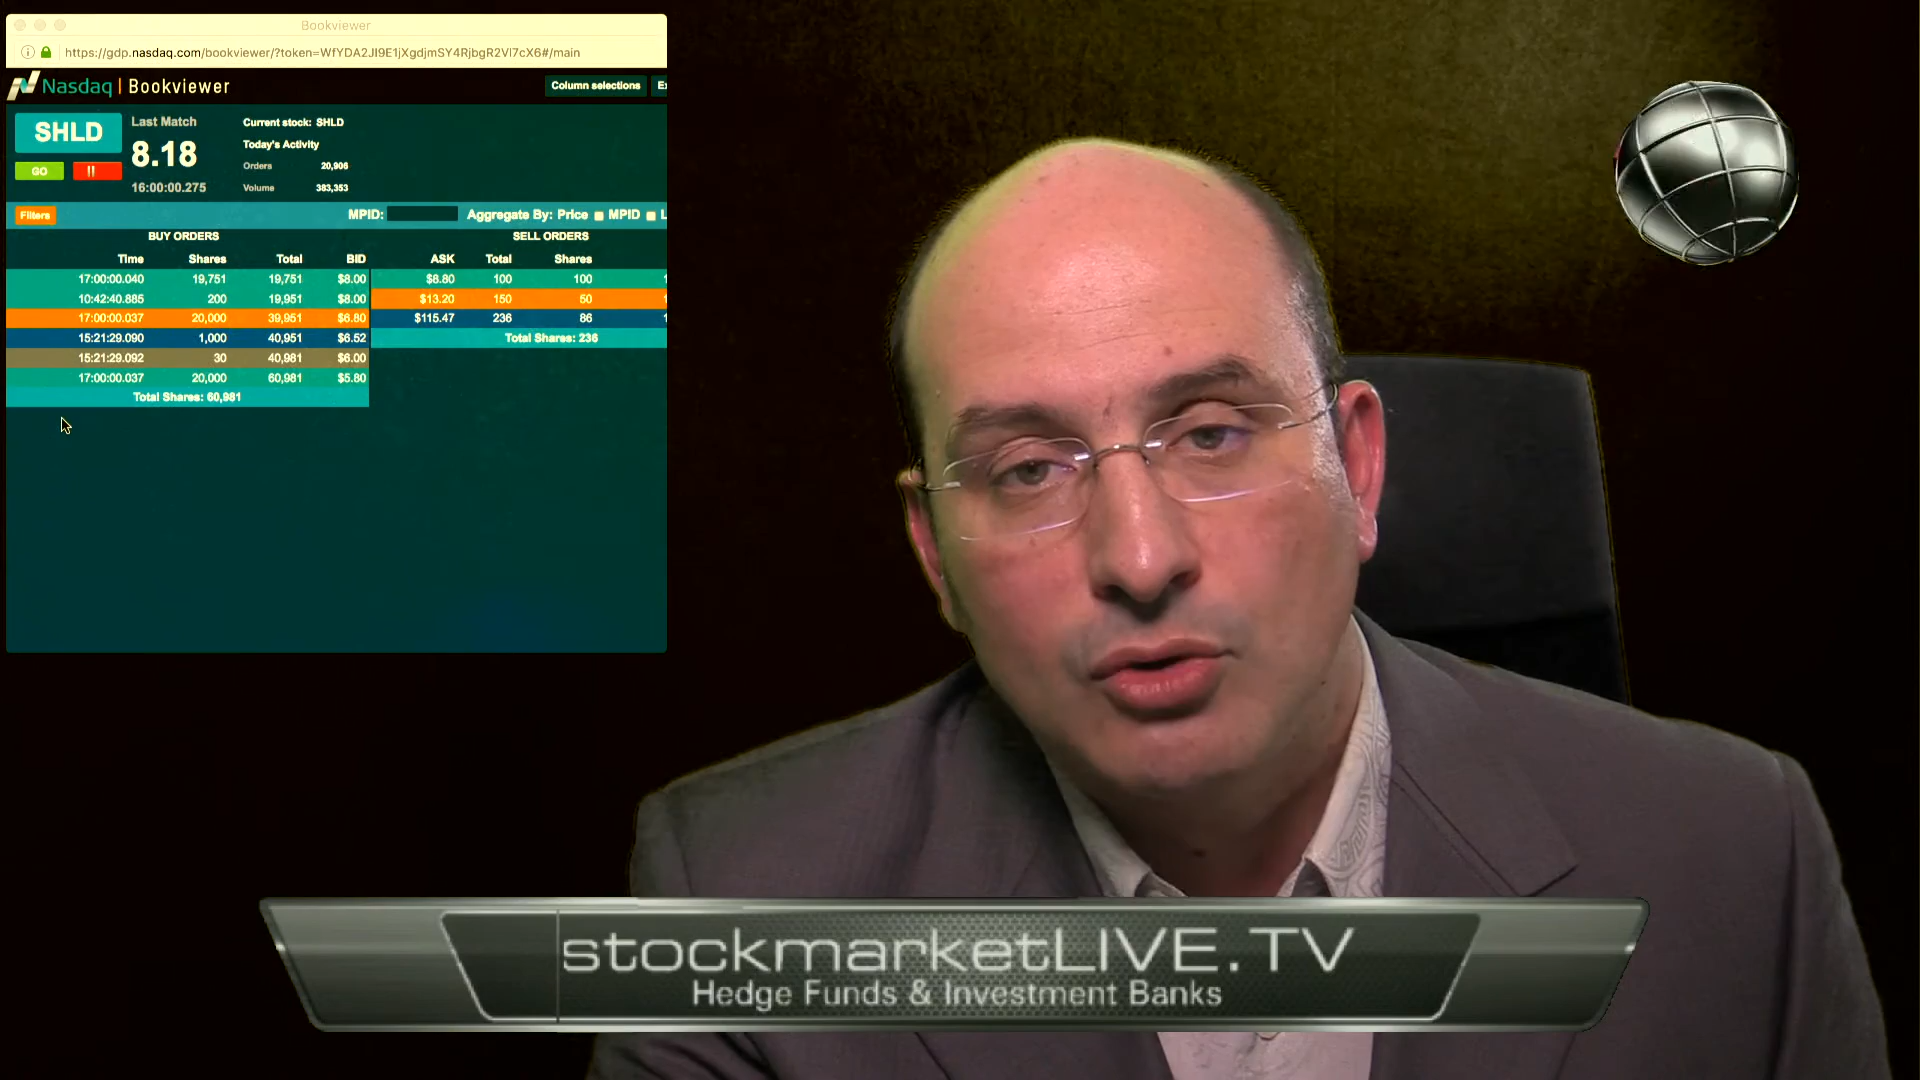 Bookviewer
https://gdp.nasdaq.com/bookviewer/?token=WfYDA2JI9E1jXgdjmSY4RjbgR2Vl7cX6#/main
Nasdaq | Bookviewer
Column selections
SHLD
Last Match
8.18
16:00:00.275
GO
Current stock: SHLD
Today's Activity
Orders 20,906
Volume 383,353
Filters MPID: Aggregate By: Price MPID L
BUY ORDERS SELL ORDERS
Time Shares Total BID ASK Total Shares
17:00:00.040 19,751 19,751 $8.00 $8.80 100 100 1
10:42:40.885 200 19,951 $8.00 $13.20 150 50 1
17:00:00.037 20,000 39,951 $6.80 $115.47 236 86 1
15:21:29.090 1,000 40,951 $6.52 Total Shares: 236
15:21:29.092 30 40,981 $6.00
17:00:00.037 20,000 60,981 $5.80
Total Shares: 60,981
stockmarketLIVE.TV
Hedge Funds & Investment Banks